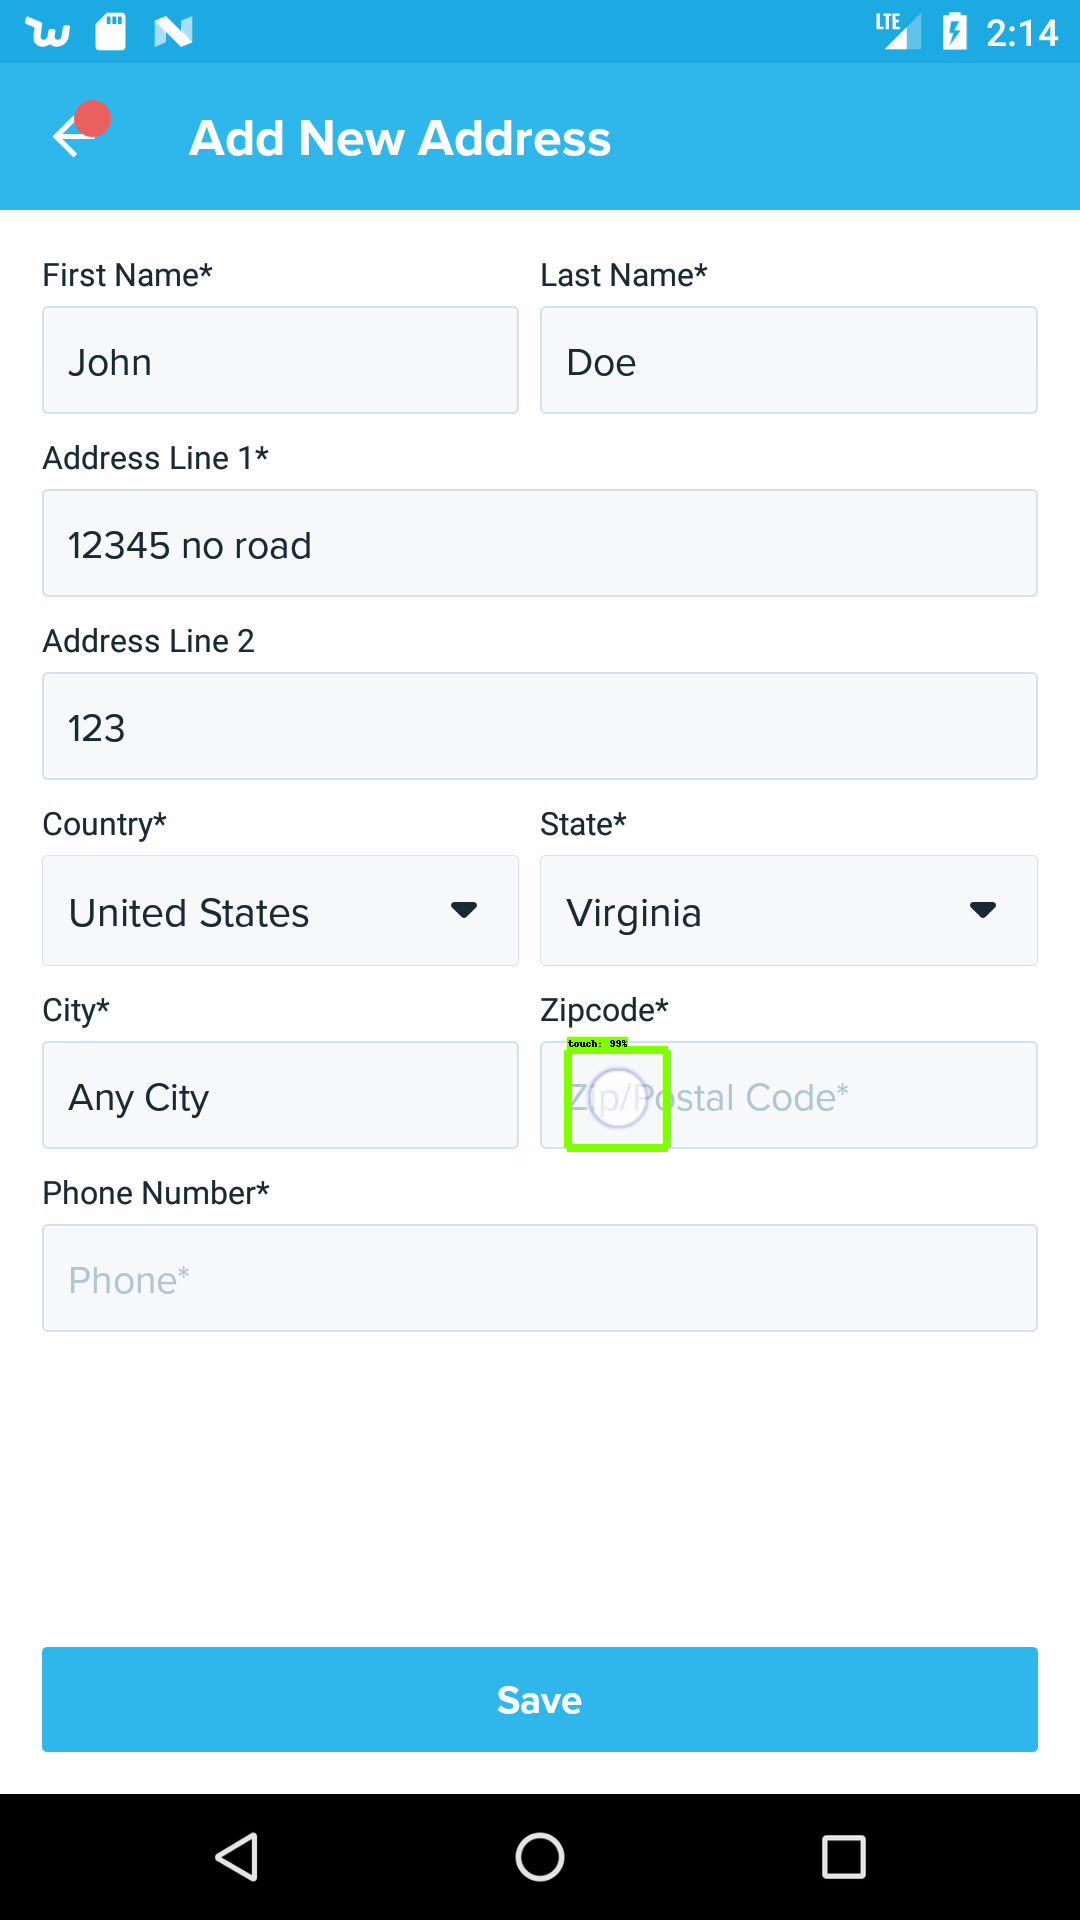 LTE 2:14
Add New Address
First Name* Last Name*
John Doe
Address Line 1*
12345 no road
Address Line 2
123
Country* State*
United States Virginia
City* Zipcode*
touch: 99%
Any City Zip/Postal Code*
Phone Number*
Phone*
Save